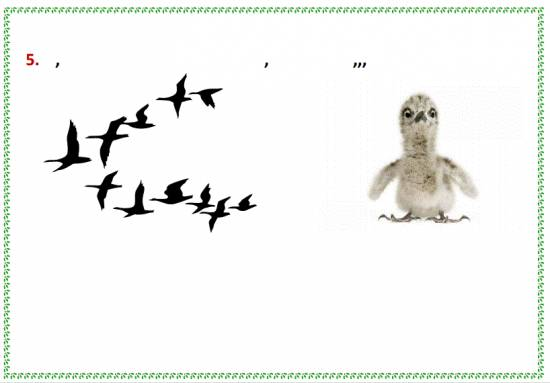 5. , , ,,,